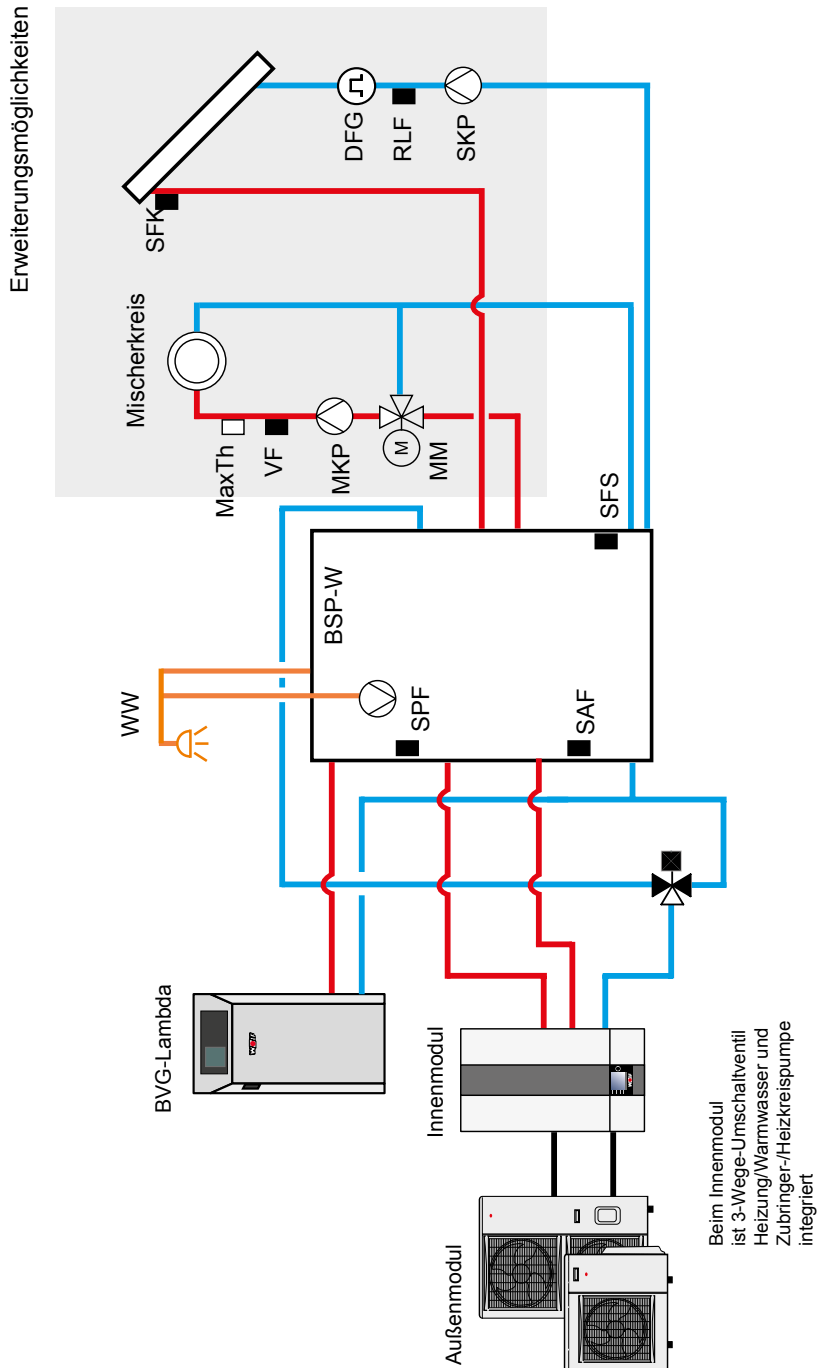 Erweiterungsmöglichkeiten
SFK
DFG
RLF
SKP
Mischerkreis
MaxTh
VF
MKP
M
MM
WW
BSP-W
SPF
SAF
SFS
BVG-Lambda
Innenmodul
Außenmodul
Beim Innenmodul
ist 3-Wege-Umschaltventil
Heizung/Warmwasser und
Zubringer-/Heizkreispumpe
integriert